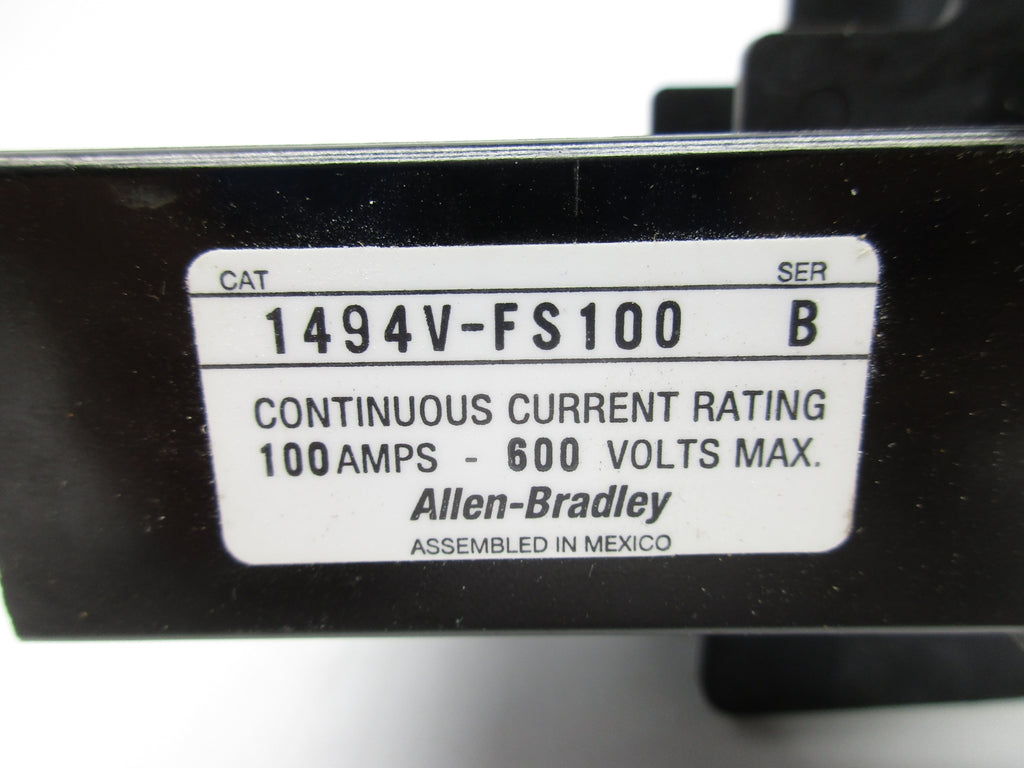 CAT SER
1494V-FS100 B
CONTINUOUS CURRENT RATING
100 AMPS - 600 VOLTS MAX.
Allen-Bradley
ASSEMBLED IN MEXICO